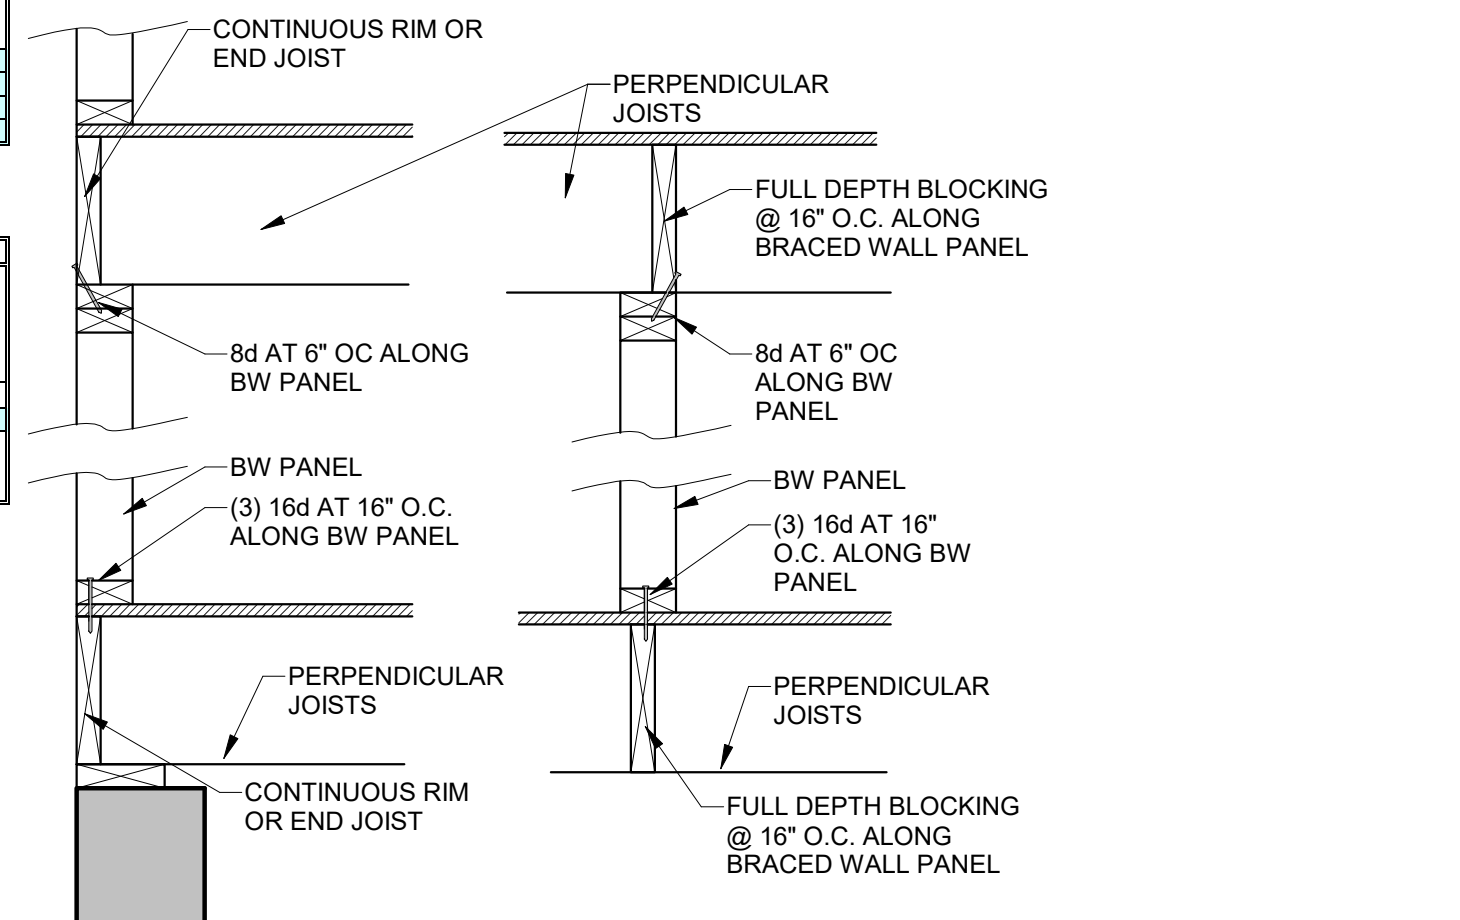 CONTINUOUS RIM OR
END JOIST
PERPENDICULAR
JOISTS
FULL DEPTH BLOCKING
@ 16" O.C. ALONG
BRACED WALL PANEL
8d AT 6" OC ALONG
BW PANEL
8d AT 6" OC
ALONG BW
PANEL
BW PANEL
(3) 16d AT 16" O.C.
ALONG BW PANEL
BW PANEL
(3) 16d AT 16"
O.C. ALONG BW
PANEL
PERPENDICULAR
JOISTS
PERPENDICULAR
JOISTS
CONTINUOUS RIM
OR END JOIST
FULL DEPTH BLOCKING
@ 16" O.C. ALONG
BRACED WALL PANEL